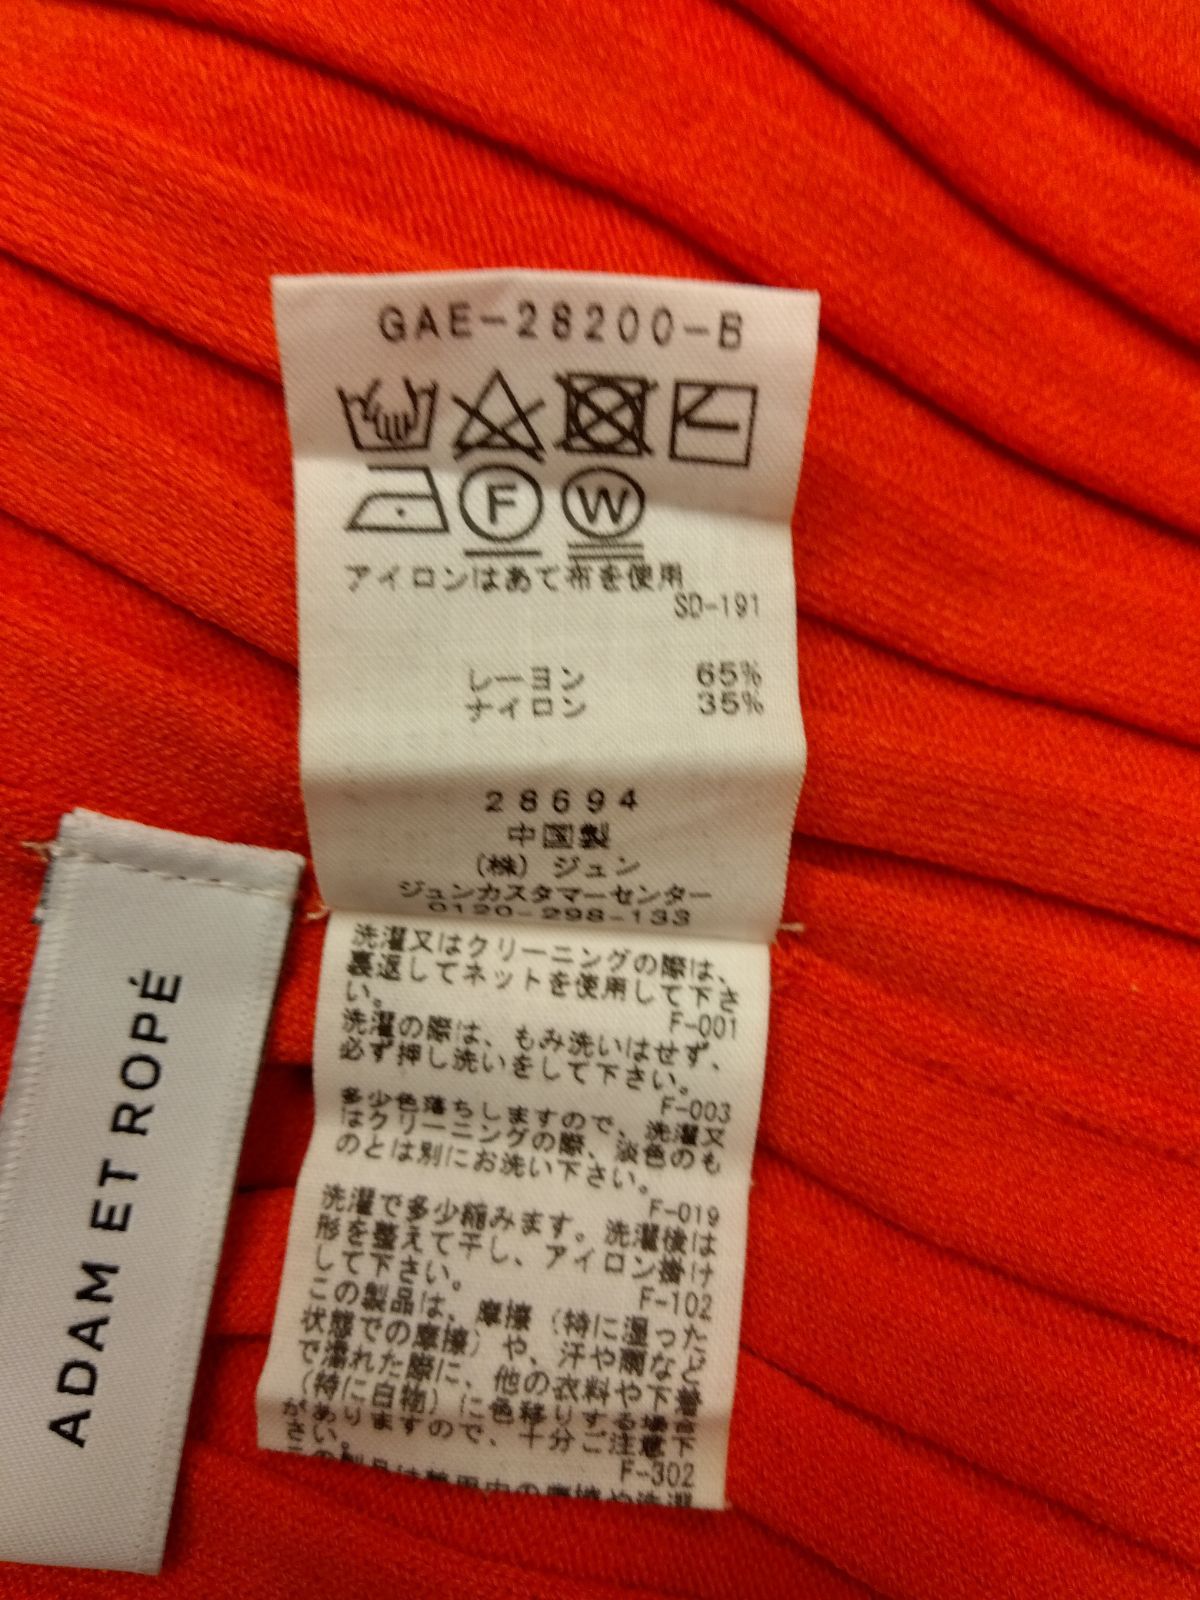 GAE-28200-B
F W
アイロンはあて布を使用
SD-191
レーヨン 65%
ナイロン 35%
28694
中国製
(株) ジュン
ジュンカスタマーセンター
0120-298-133
洗濯又はクリーニングの際は、
裏返してネットを使用して下さ
い。
F-001
洗濯の際は、もみ洗いはせず、
必ず押し洗いをして下さい。
F-003
多少色落ちしますので、洗濯又
はクリーニングの際、淡色のも
のとは別にお洗い下さい。
F-019
洗濯で多少縮みます。洗濯後は
形を整えて干し、アイロン掛け
して下さい。
F-102
この製品は、摩擦(特に湿った
状態での摩擦)や、汗や雨など
で濡れた際に、他の衣料や下着
(特に白物)に色移りする場合
がありますので、十分ご注意下
さい。
F-302
ADAM ET ROPÉ